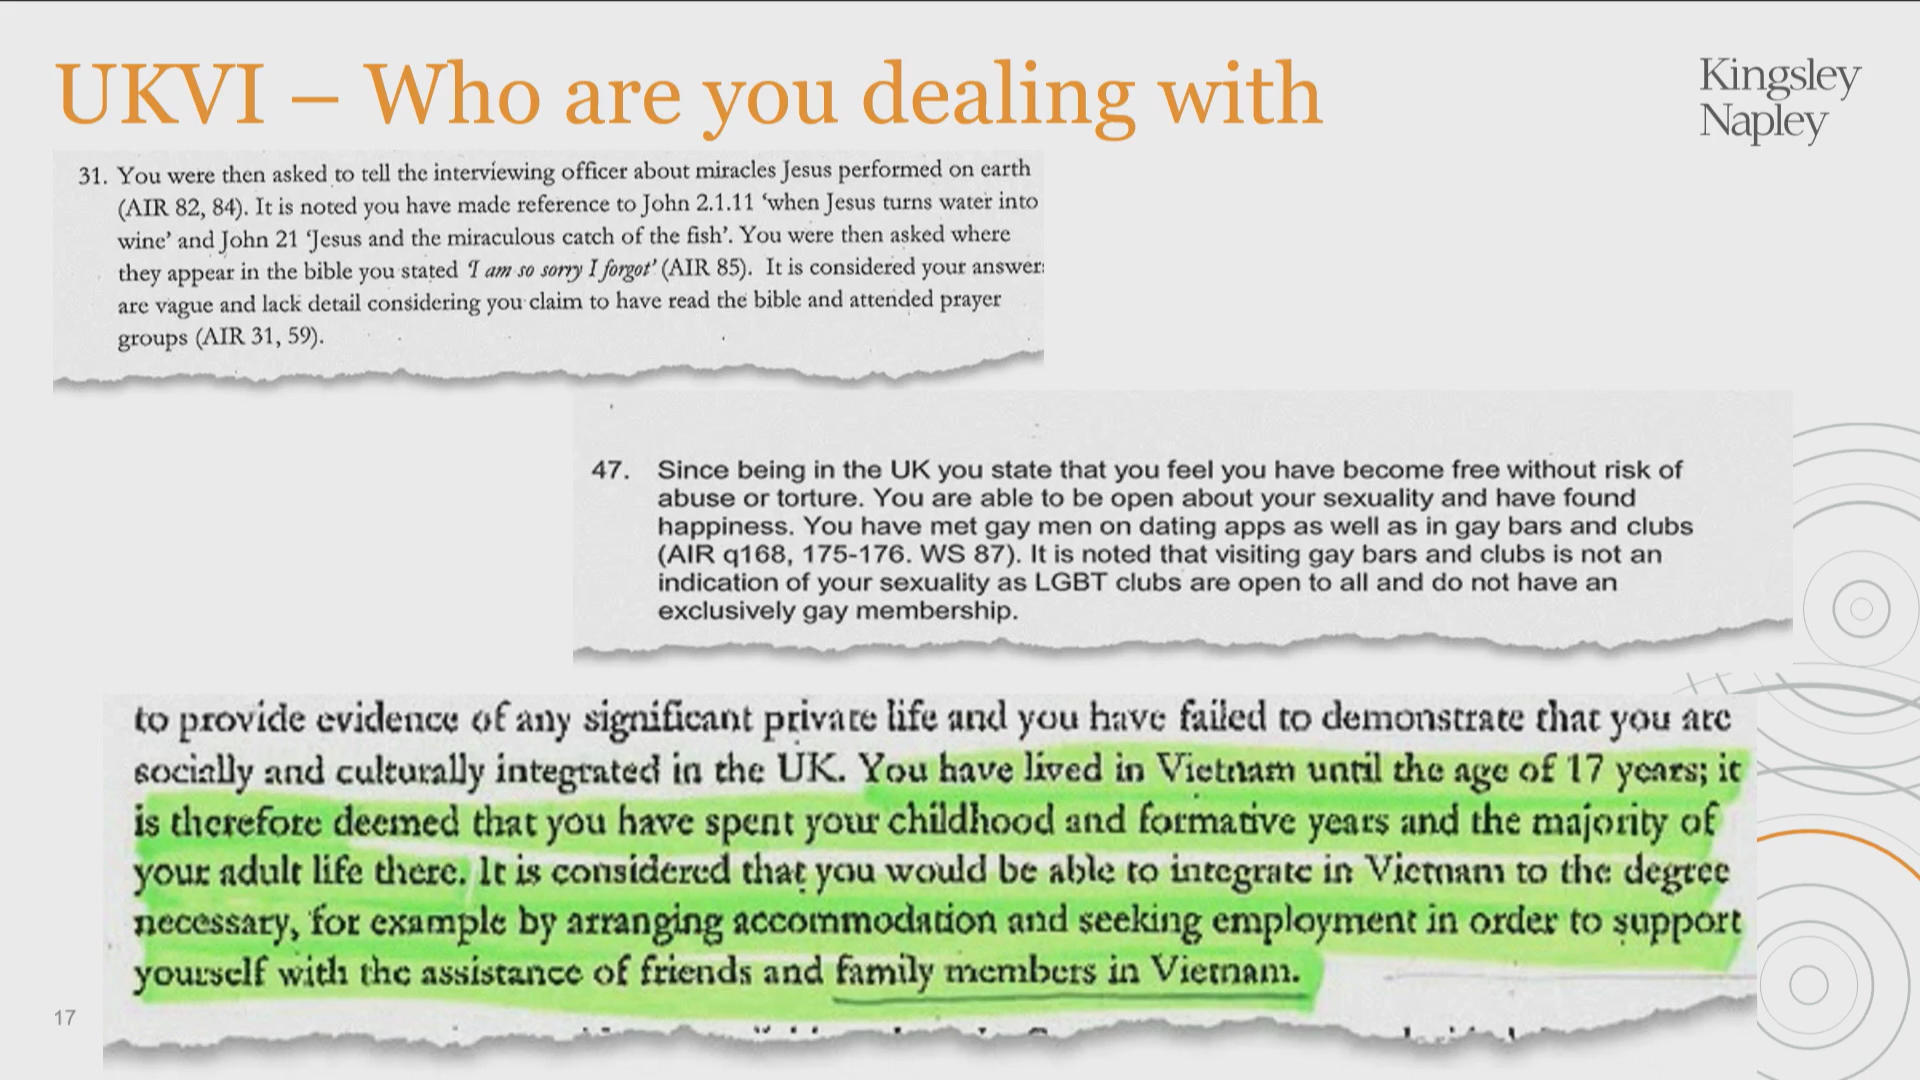 UKVI – Who are you dealing with
Kingsley
Napley
31. You were then asked to tell the interviewing officer about miracles Jesus performed on earth
(AIR 82, 84). It is noted you have made reference to John 2.1.11 ‘when Jesus turns water into
wine’ and John 21 ‘Jesus and the miraculous catch of the fish’. You were then asked where
they appear in the bible you stated ‘I am so sorry I forgot’ (AIR 85). It is considered your answer
are vague and lack detail considering you claim to have read the bible and attended prayer
groups (AIR 31, 59).
47. Since being in the UK you state that you feel you have become free without risk of
abuse or torture. You are able to be open about your sexuality and have found
happiness. You have met gay men on dating apps as well as in gay bars and clubs
(AIR q168, 175-176. WS 87). It is noted that visiting gay bars and clubs is not an
indication of your sexuality as LGBT clubs are open to all and do not have an
exclusively gay membership.
to provide evidence of any significant private life and you have failed to demonstrate that you are
socially and culturally integrated in the UK. You have lived in Vietnam until the age of 17 years; it
is therefore deemed that you have spent your childhood and formative years and the majority of
your adult life there. It is considered that you would be able to integrate in Vietnam to the degree
necessary, for example by arranging accommodation and seeking employment in order to support
yourself with the assistance of friends and family members in Vietnam.
17